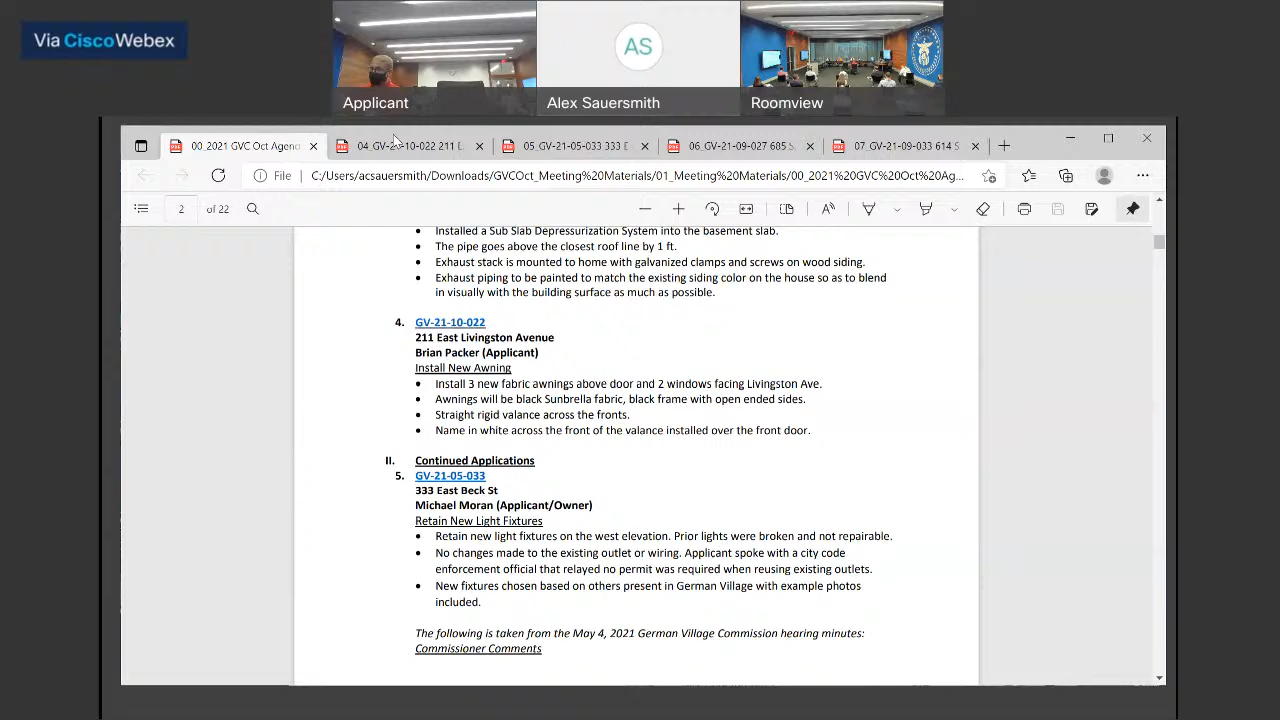 Via Cisco Webex
AS
Applicant
Alex Sauersmith
Roomview
00_2021 GVC Oct Agend
04_GV-21-10-022 211 E.
05_GV-21-05-033 333 E
06_GV-21-09-027 685 S.
07_GV-21-09-033 614 S
File
C:/Users/acsauersmith/Downloads/GVCOct_Meeting%20Materials/01_Meeting%20Materials/00_2021%20GVC%20Oct%20Ag...
2 of 22
• Installed a Sub Slab Depressurization System into the basement slab.
• The pipe goes above the closest roof line by 1 ft.
• Exhaust stack is mounted to home with galvanized clamps and screws on wood siding.
• Exhaust piping to be painted to match the existing siding color on the house so as to blend
in visually with the building surface as much as possible.
4. GV-21-10-022
211 East Livingston Avenue
Brian Packer (Applicant)
Install New Awning
• Install 3 new fabric awnings above door and 2 windows facing Livingston Ave.
• Awnings will be black Sunbrella fabric, black frame with open ended sides.
• Straight rigid valance across the fronts.
• Name in white across the front of the valance installed over the front door.
II. Continued Applications
5. GV-21-05-033
333 East Beck St
Michael Moran (Applicant/Owner)
Retain New Light Fixtures
• Retain new light fixtures on the west elevation. Prior lights were broken and not repairable.
• No changes made to the existing outlet or wiring. Applicant spoke with a city code
enforcement official that relayed no permit was required when reusing existing outlets.
• New fixtures chosen based on others present in German Village with example photos
included.
The following is taken from the May 4, 2021 German Village Commission hearing minutes:
Commissioner Comments